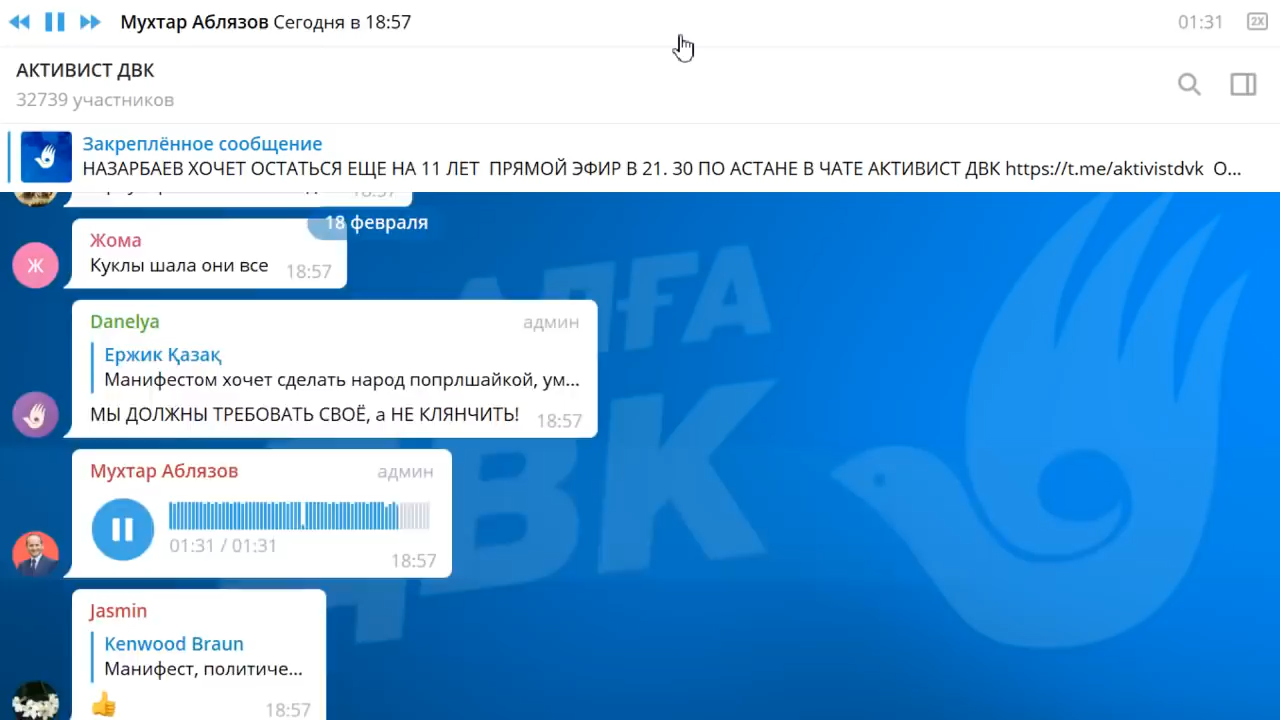 Мухтар Аблязов Сегодня в 18:57
01:31
2X
АКТИВИСТ ДВК
32739 участников
Закреплённое сообщение
НАЗАРБАЕВ ХОЧЕТ ОСТАТЬСЯ ЕЩЕ НА 11 ЛЕТ ПРЯМОЙ ЭФИР В 21. 30 ПО АСТАНЕ В ЧАТЕ АКТИВИСТ ДВК https://t.me/aktivistdvk О...
18:57
18 февраля
Жома
Ж
Куклы шала они все 18:57
Danelya админ
Ержик Қазақ
Манифестом хочет сделать народ попрлшайкой, ум...
МЫ ДОЛЖНЫ ТРЕБОВАТЬ СВОЁ, а НЕ КЛЯНЧИТЬ! 18:57
Мухтар Аблязов админ
01:31 / 01:31
18:57
Jasmin
Kenwood Braun
Манифест, политиче...
👍 18:57
АЛҒА
ДВК